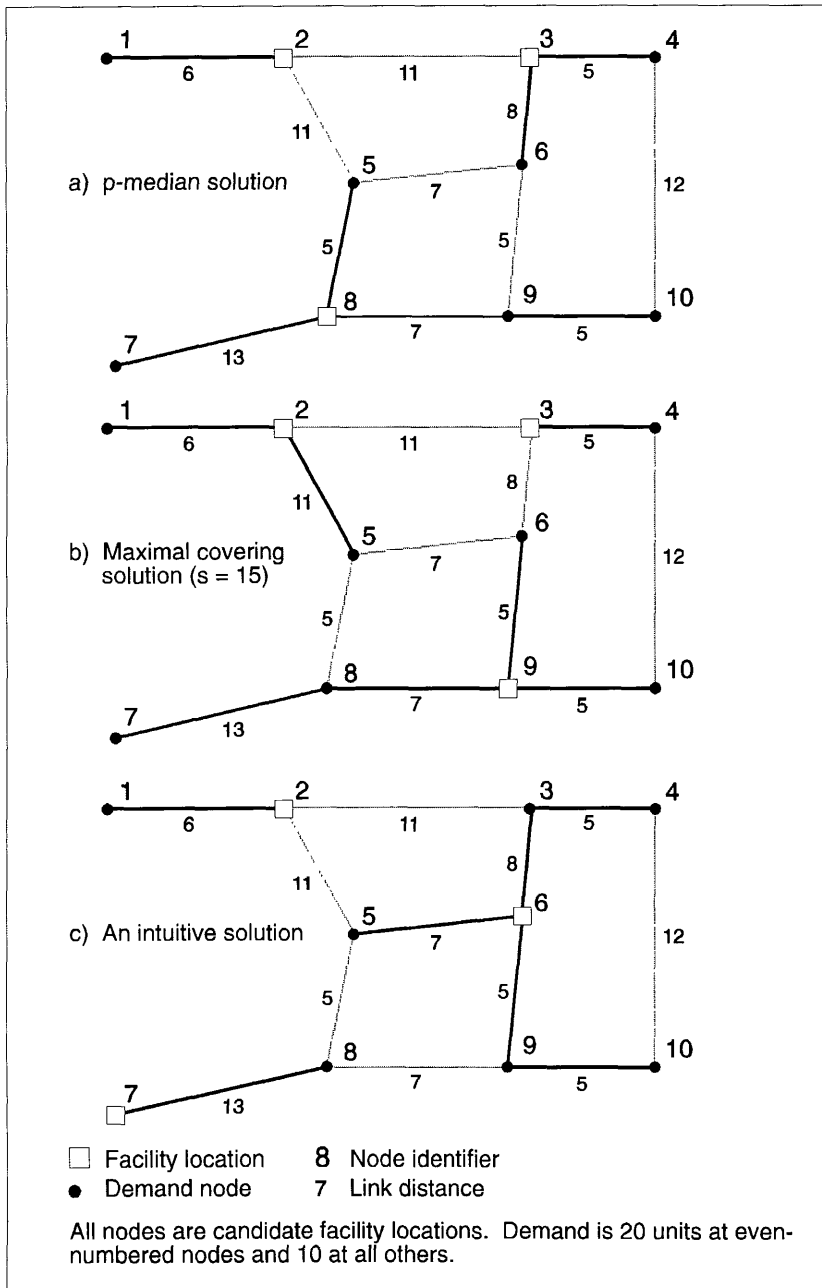 1 2 3 4
6 11 5
11 8
5 6
a) p-median solution 7 12
5 5
8 9 10
7 7 5
13
1 2 3 4
6 11 5
11 8
5 6
b) Maximal covering 7 12
solution (s = 15)
5 5
8 9 10
7 7 5
13
1 2 3 4
6 11 5
11 8
5 6
c) An intuitive solution 7 12
5 5
8 9 10
7 7 5
13
Facility location 8 Node identifier
Demand node 7 Link distance
All nodes are candidate facility locations. Demand is 20 units at even-
numbered nodes and 10 at all others.